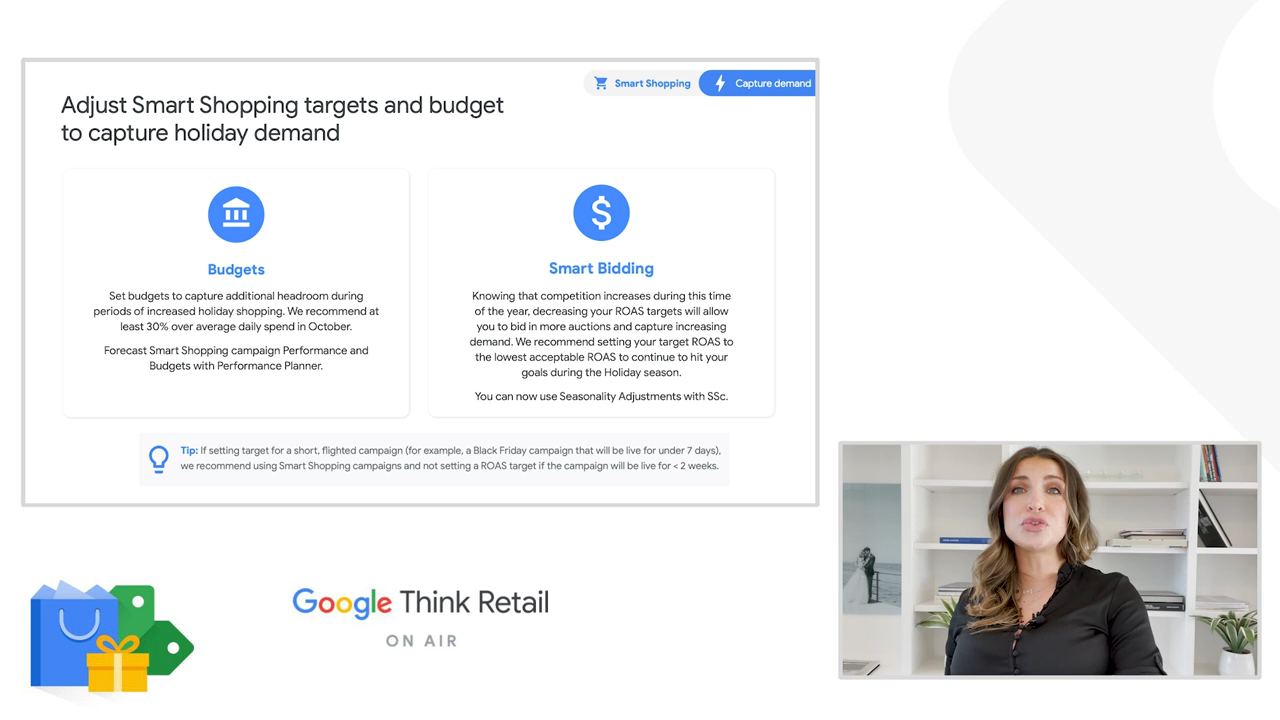 Smart Shopping
Capture demand
Adjust Smart Shopping targets and budget
to capture holiday demand
Budgets
Set budgets to capture additional headroom during
periods of increased holiday shopping. We recommend at
least 30% over average daily spend in October.
Forecast Smart Shopping campaign Performance and
Budgets with Performance Planner.
Smart Bidding
Knowing that competition increases during this time
of the year, decreasing your ROAS targets will allow
you to bid in more auctions and capture increasing
demand. We recommend setting your target ROAS to
the lowest acceptable ROAS to continue to hit your
goals during the Holiday season.
You can now use Seasonality Adjustments with SSc.
Tip: If setting target for a short, flighted campaign (for example, a Black Friday campaign that will be live for under 7 days),
we recommend using Smart Shopping campaigns and not setting a ROAS target if the campaign will be live for < 2 weeks.
Google Think Retail
ON AIR